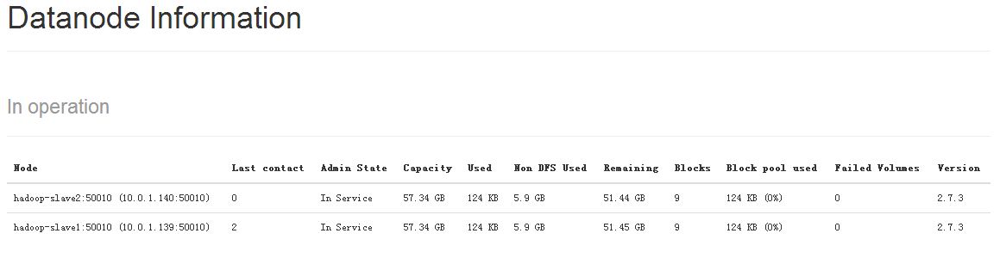 Datanode Information
In operation
Node Last contact Admin State Capacity Used Non DFS Used Remaining Blocks Block pool used Failed Volumes Version
hadoop-slave2:50010 (10.0.1.140:50010) 0 In Service 57.34 GB 124 KB 5.9 GB 51.44 GB 9 124 KB (0%) 0 2.7.3
hadoop-slave1:50010 (10.0.1.139:50010) 2 In Service 57.34 GB 124 KB 5.9 GB 51.45 GB 9 124 KB (0%) 0 2.7.3